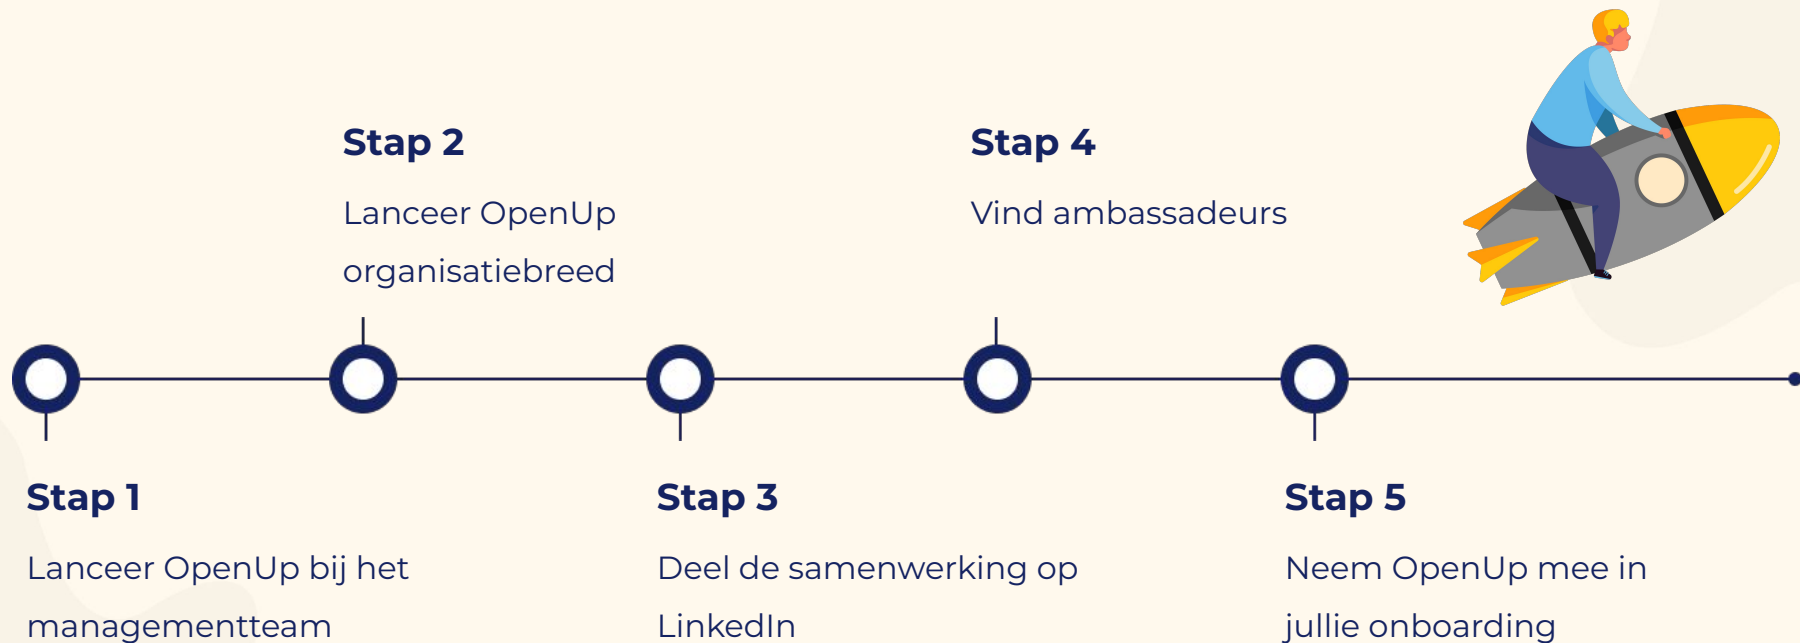 Stap 1
Lanceer OpenUp bij het
managementteam
Stap 2
Lanceer OpenUp
organisatiebreed
Stap 3
Deel de samenwerking op
LinkedIn
Stap 4
Vind ambassadeurs
Stap 5
Neem OpenUp mee in
jullie onboarding